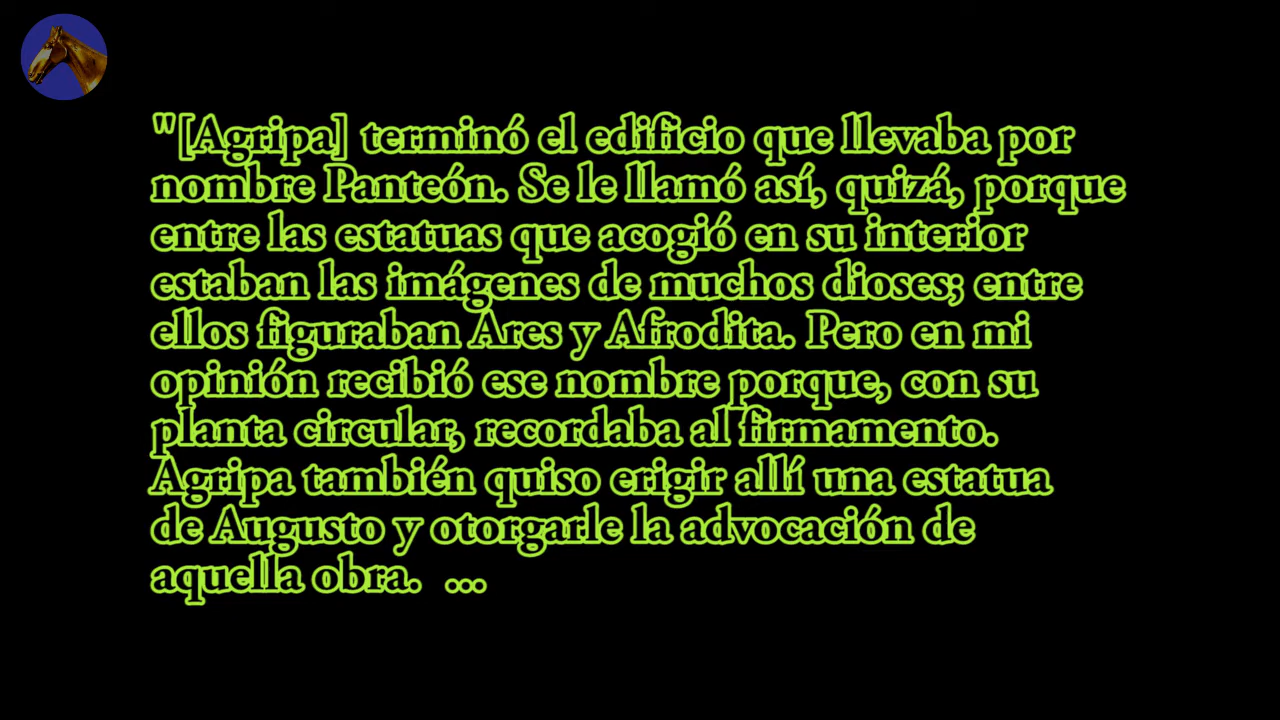 "[Agripa] terminó el edificio que llevaba por
nombre Panteón. Se le llamó así, quizá, porque
entre las estatuas que acogió en su interior
estaban las imágenes de muchos dioses; entre
ellos figuraban Ares y Afrodita. Pero en mi
opinión recibió ese nombre porque, con su
planta circular, recordaba al firmamento.
Agripa también quiso erigir allí una estatua
de Augusto y otorgarle la advocación de
aquella obra.  ...